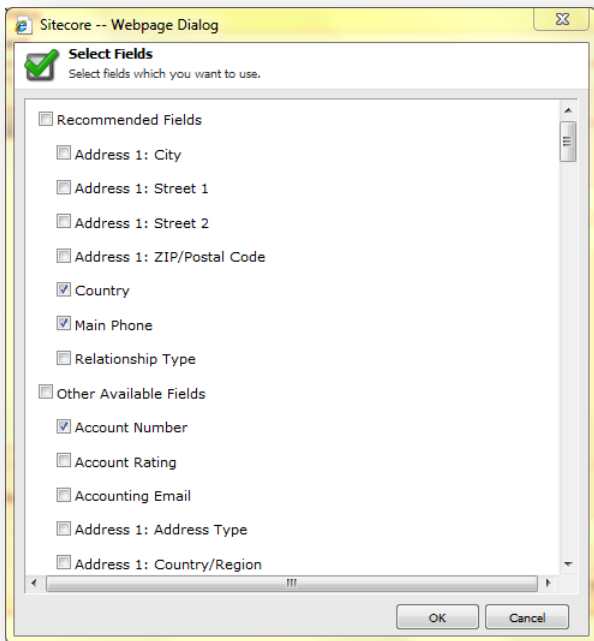 Sitecore -- Webpage Dialog
Select Fields
Select fields which you want to use.
Recommended Fields
Address 1: City
Address 1: Street 1
Address 1: Street 2
Address 1: ZIP/Postal Code
Country
Main Phone
Relationship Type
Other Available Fields
Account Number
Account Rating
Accounting Email
Address 1: Address Type
Address 1: Country/Region
OK Cancel